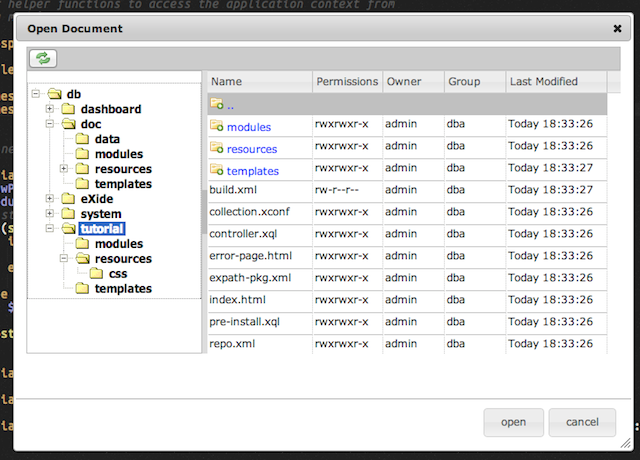 helper functions to access the application context from
Open Document
Name Permissions Owner Group Last Modified
db
dashboard
doc
data
modules
resources
templates
eXide
system
tutorial
modules
resources
css
templates
..
modules rwxrwxr-x admin dba Today 18:33:26
resources rwxrwxr-x admin dba Today 18:33:26
templates rwxrwxr-x admin dba Today 18:33:27
build.xml rw-r--r-- admin dba Today 18:33:27
collection.xconf rwxrwxr-x admin dba Today 18:33:26
controller.xql rwxrwxr-x admin dba Today 18:33:26
error-page.html rwxrwxr-x admin dba Today 18:33:26
expath-pkg.xml rwxrwxr-x admin dba Today 18:33:26
index.html rwxrwxr-x admin dba Today 18:33:26
pre-install.xql rwxrwxr-x admin dba Today 18:33:26
repo.xml rwxrwxr-x admin dba Today 18:33:26
open cancel